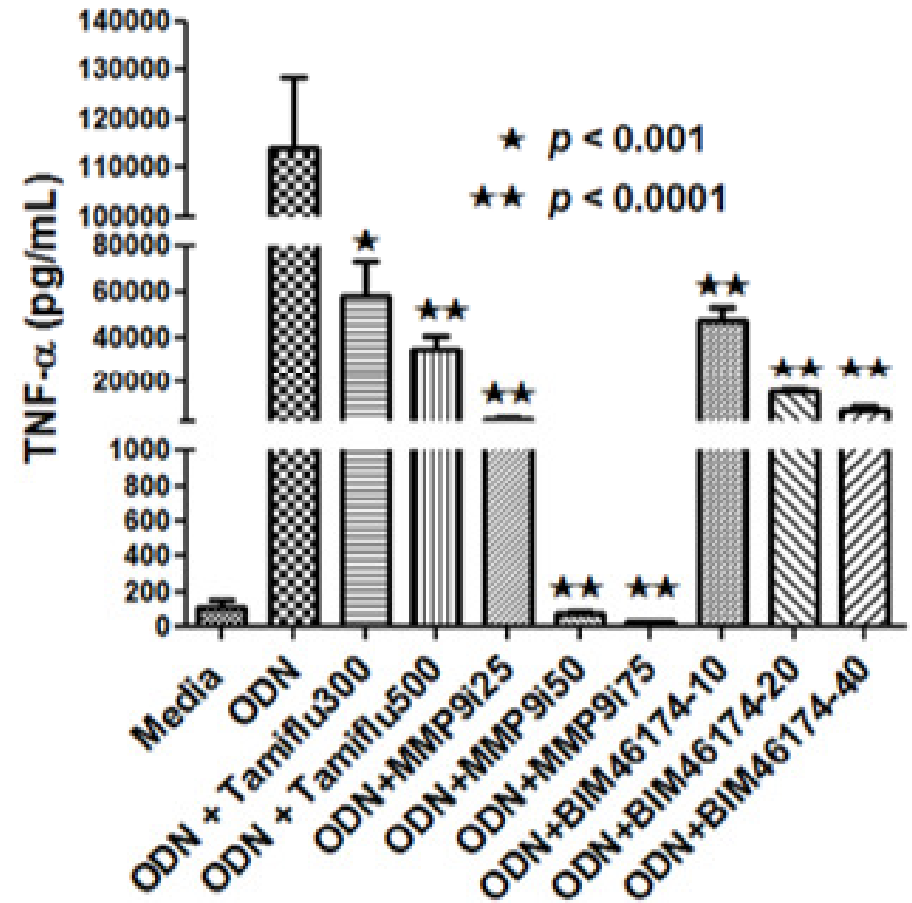 140000
130000
120000
110000
100000
80000
60000
40000
20000
1000
800
600
400
200
0
TNF-α (pg/mL)
★ p < 0.001
★★ p < 0.0001
★
★★
★★
★★
★★
★★
★★
★★
Media
ODN
ODN + Tamiflu300
ODN + Tamiflu500
ODN+MMP9i25
ODN+MMP9i50
ODN+MMP9i75
ODN+BIM46174-10
ODN+BIM46174-20
ODN+BIM46174-40